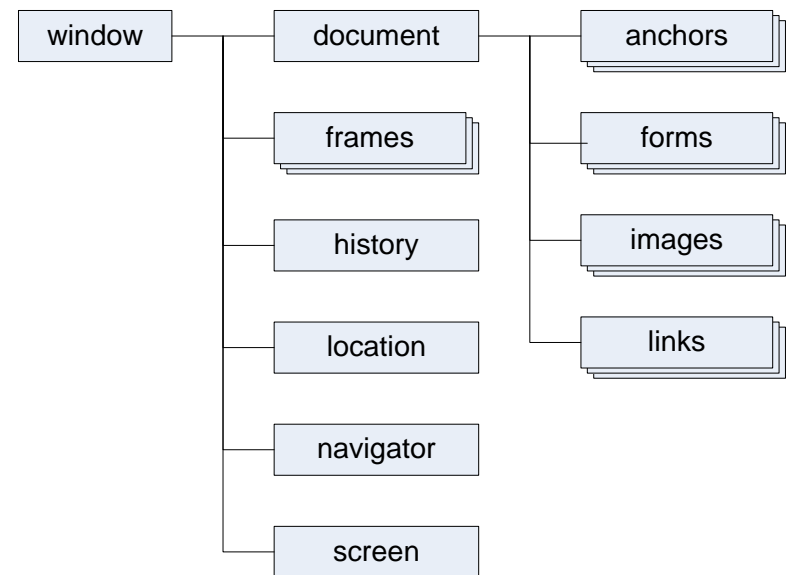 window
document
anchors
frames
forms
history
images
location
links
navigator
screen